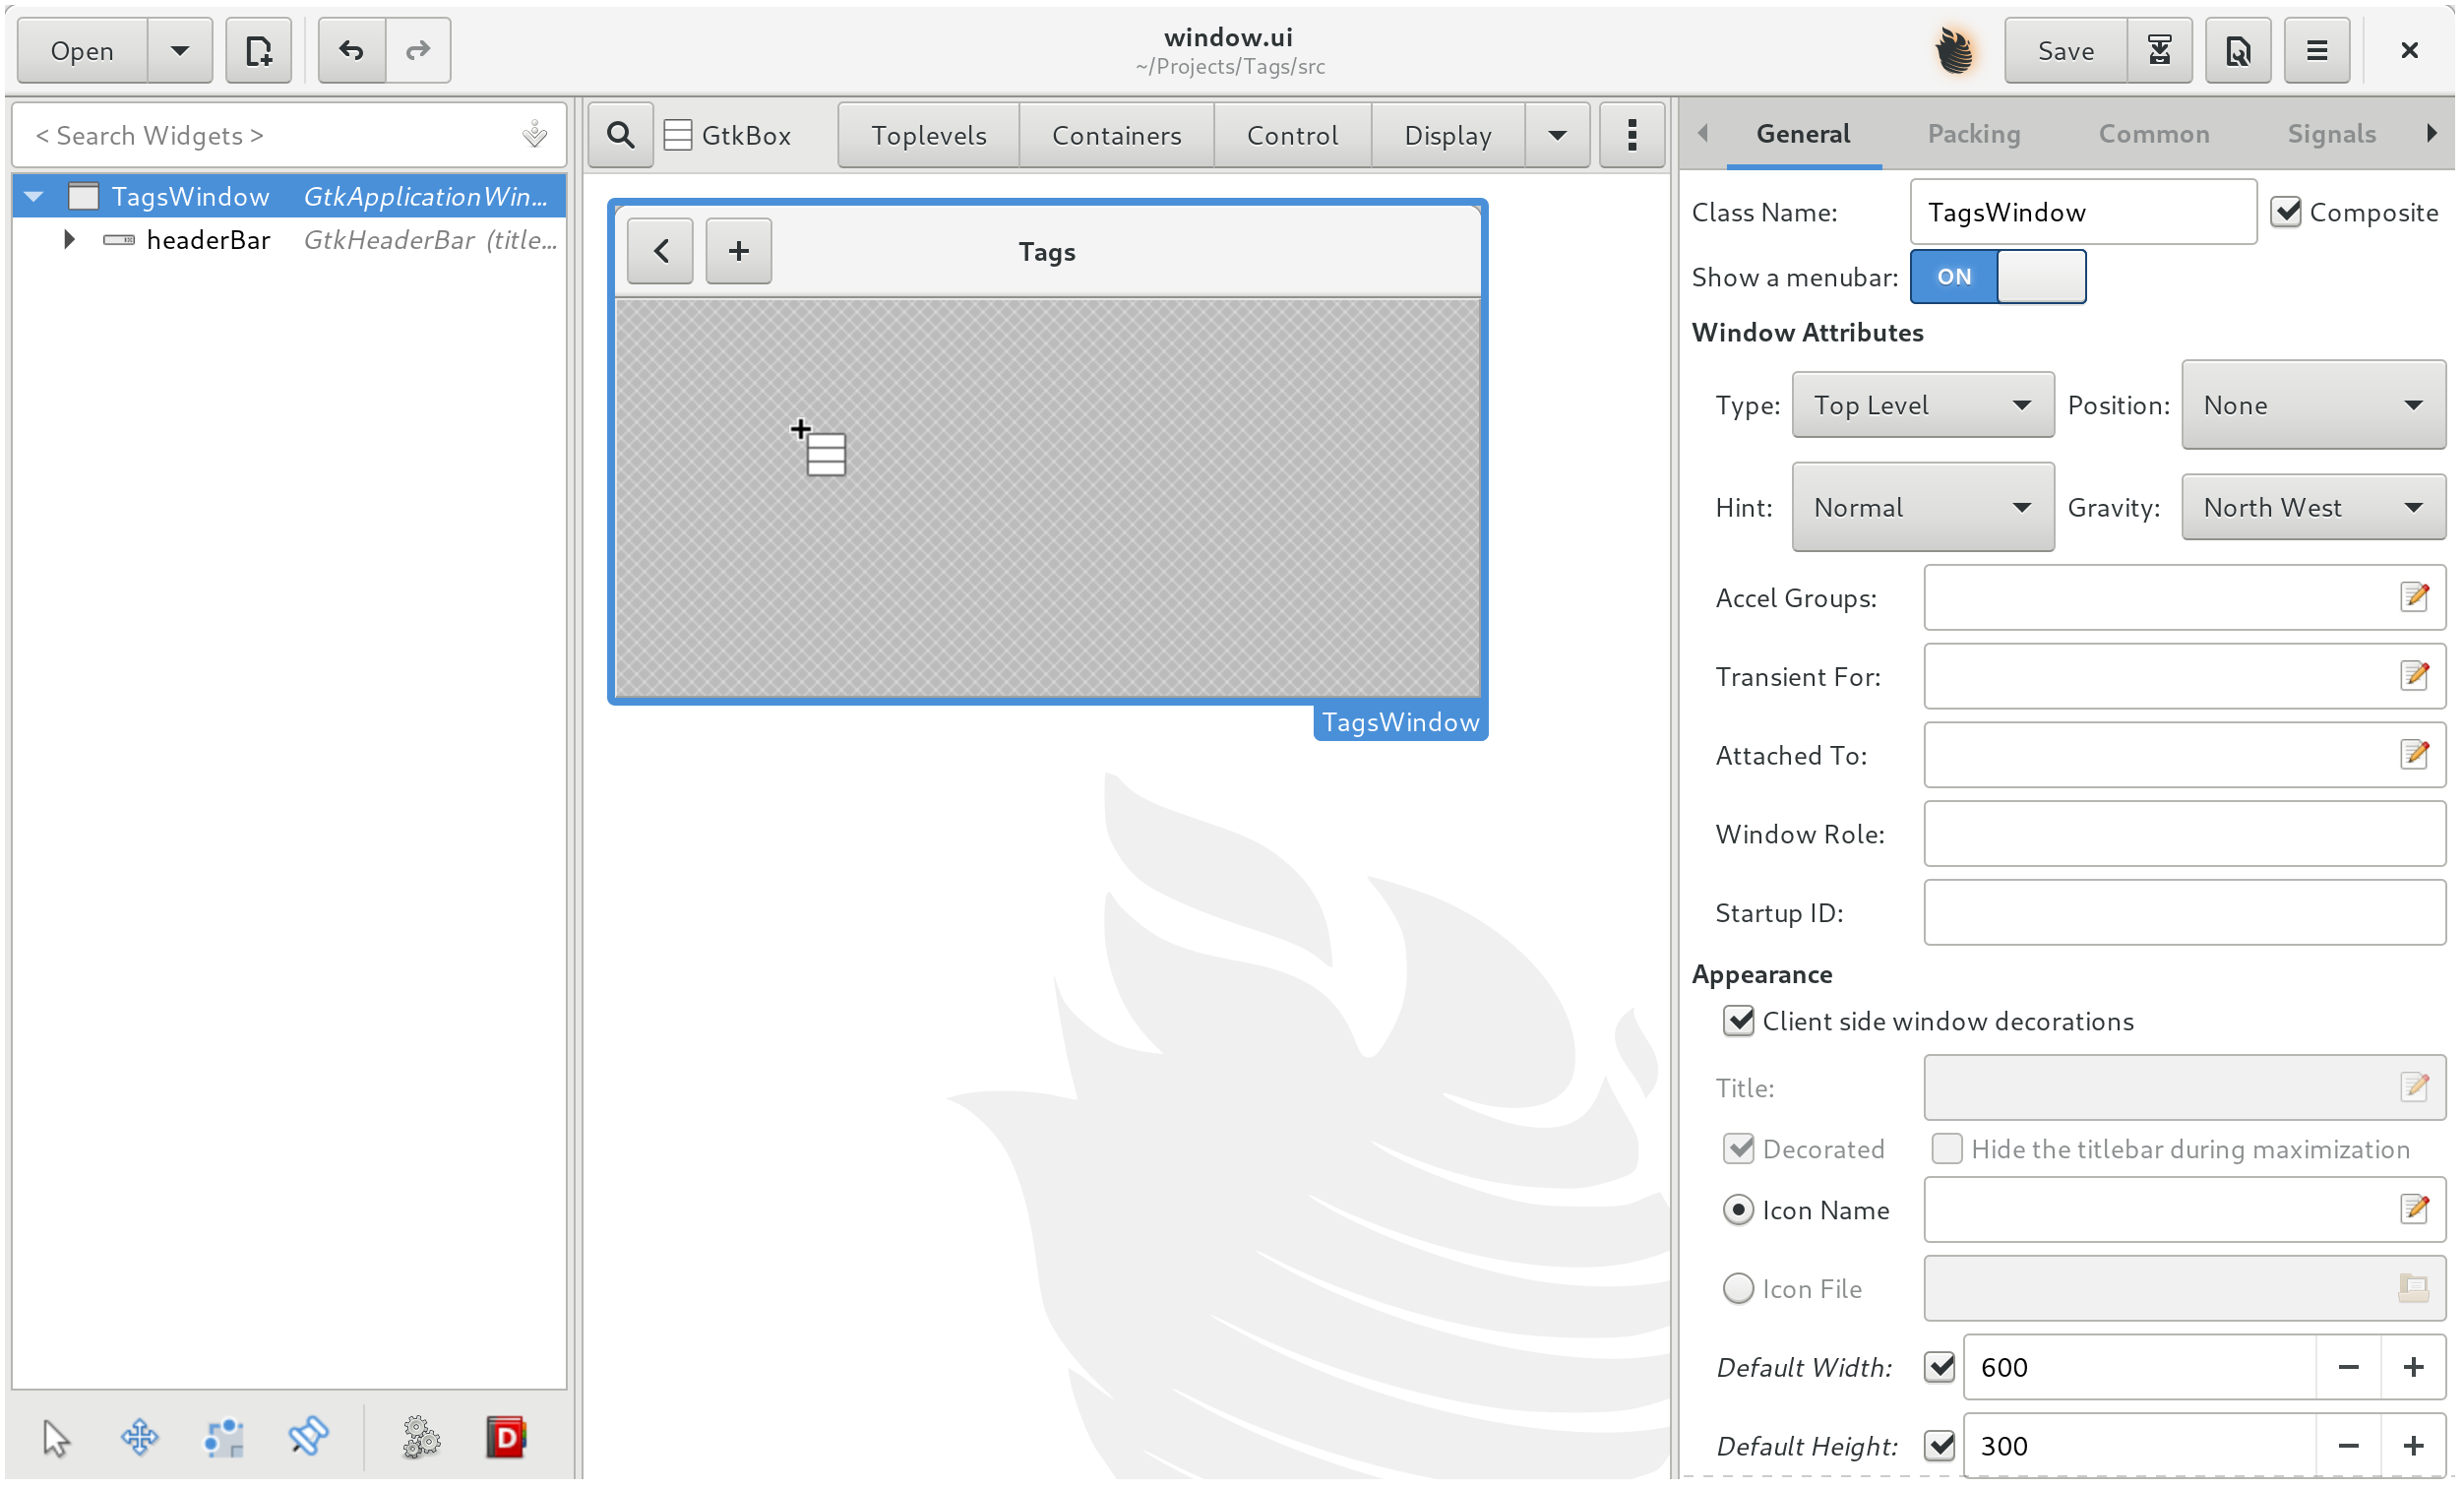 Open
window.ui
~/Projects/Tags/src
Save
< Search Widgets >
TagsWindow GtkApplicationWin...
headerBar GtkHeaderBar (title...
GtkBox
Toplevels
Containers
Control
Display
Tags
TagsWindow
General
Packing
Common
Signals
Class Name: TagsWindow Composite
Show a menubar: ON
Window Attributes
Type: Top Level Position: None
Hint: Normal Gravity: North West
Accel Groups:
Transient For:
Attached To:
Window Role:
Startup ID:
Appearance
Client side window decorations
Title:
Decorated Hide the titlebar during maximization
Icon Name
Icon File
Default Width: 600
Default Height: 300
D